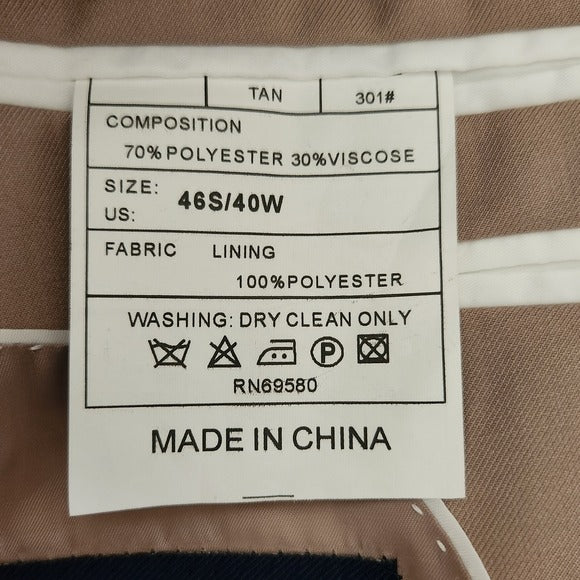 TAN 301#
COMPOSITION
70% POLYESTER 30%VISCOSE
SIZE: 46S/40W
US:
FABRIC LINING
100%POLYESTER
WASHING: DRY CLEAN ONLY
P
RN69580
MADE IN CHINA